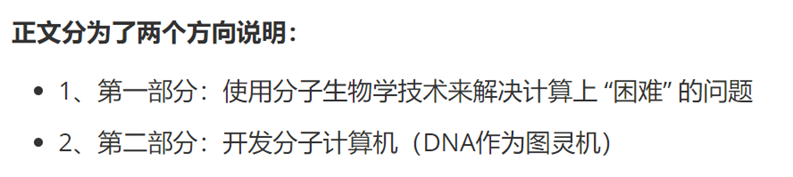 正文分为了两个方向说明：
• 1、第一部分：使用分子生物学技术来解决计算上 “困难” 的问题
• 2、第二部分：开发分子计算机（DNA作为图灵机）